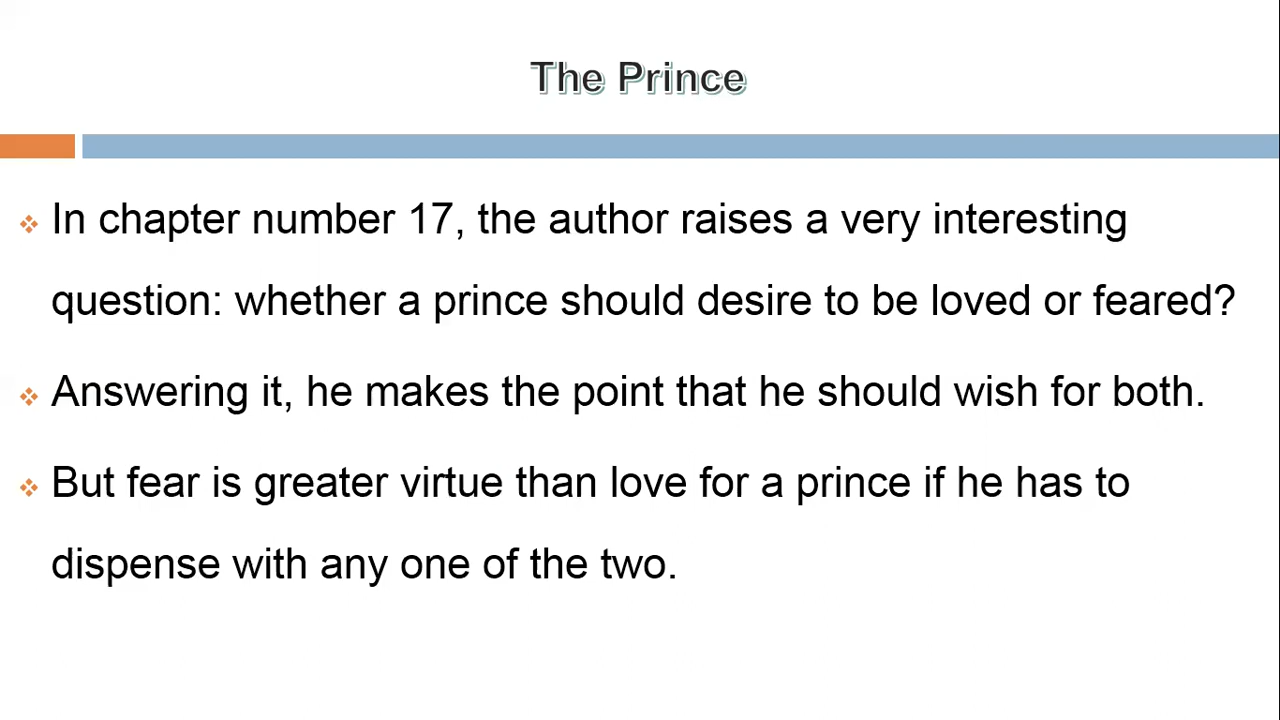 The Prince
In chapter number 17, the author raises a very interesting
question: whether a prince should desire to be loved or feared?
Answering it, he makes the point that he should wish for both.
But fear is greater virtue than love for a prince if he has to
dispense with any one of the two.